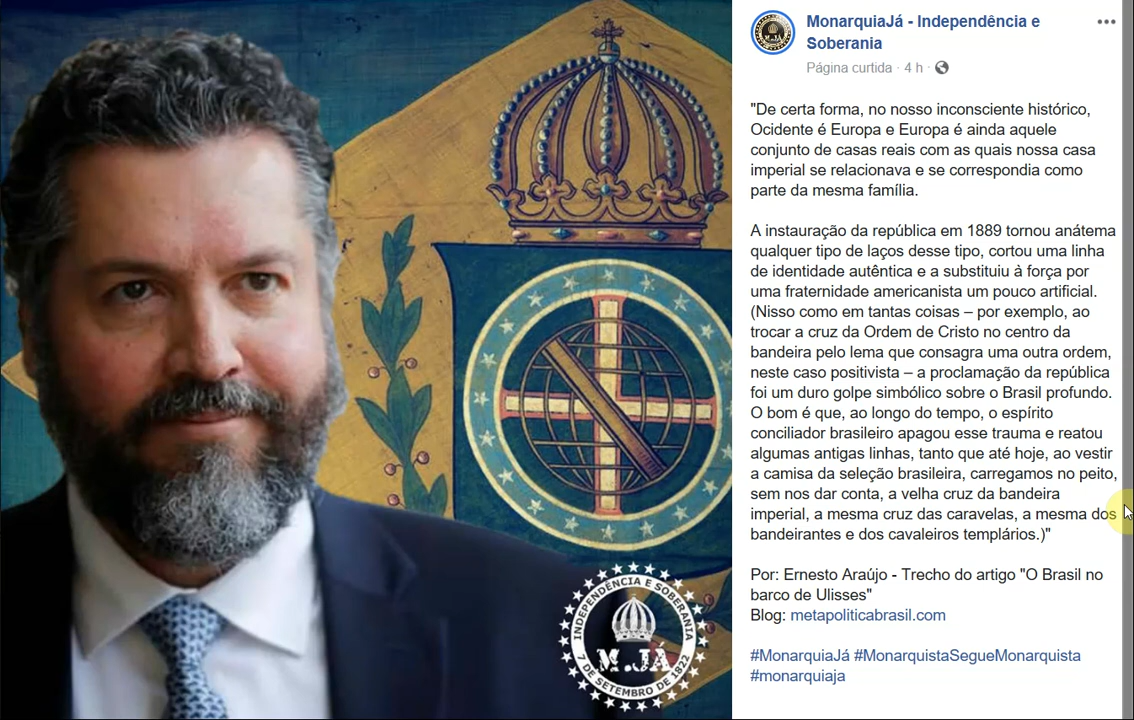 MonarquiaJá - Independência e
Soberania
Página curtida · 4 h ·
"De certa forma, no nosso inconsciente histórico,
Ocidente é Europa e Europa é ainda aquele
conjunto de casas reais com as quais nossa casa
imperial se relacionava e se correspondia como
parte da mesma família.
A instauração da república em 1889 tornou anátema
qualquer tipo de laços desse tipo, cortou uma linha
de identidade autêntica e a substituiu à força por
uma fraternidade americanista um pouco artificial.
(Nisso como em tantas coisas – por exemplo, ao
trocar a cruz da Ordem de Cristo no centro da
bandeira pelo lema que consagra uma outra ordem,
neste caso positivista – a proclamação da república
foi um duro golpe simbólico sobre o Brasil profundo.
O bom é que, ao longo do tempo, o espírito
conciliador brasileiro apagou esse trauma e reatou
algumas antigas linhas, tanto que até hoje, ao vestir
a camisa da seleção brasileira, carregamos no peito,
sem nos dar conta, a velha cruz da bandeira
imperial, a mesma cruz das caravelas, a mesma dos
bandeirantes e dos cavaleiros templários.)"
Por: Ernesto Araújo - Trecho do artigo "O Brasil no
barco de Ulisses"
Blog: metapoliticabrasil.com
#MonarquiaJá #MonarquistaSegueMonarquista
#monarquiaja
INDEPENDÊNCIA E SOBERANIA
M.JÁ
7 DE SETEMBRO DE 1822